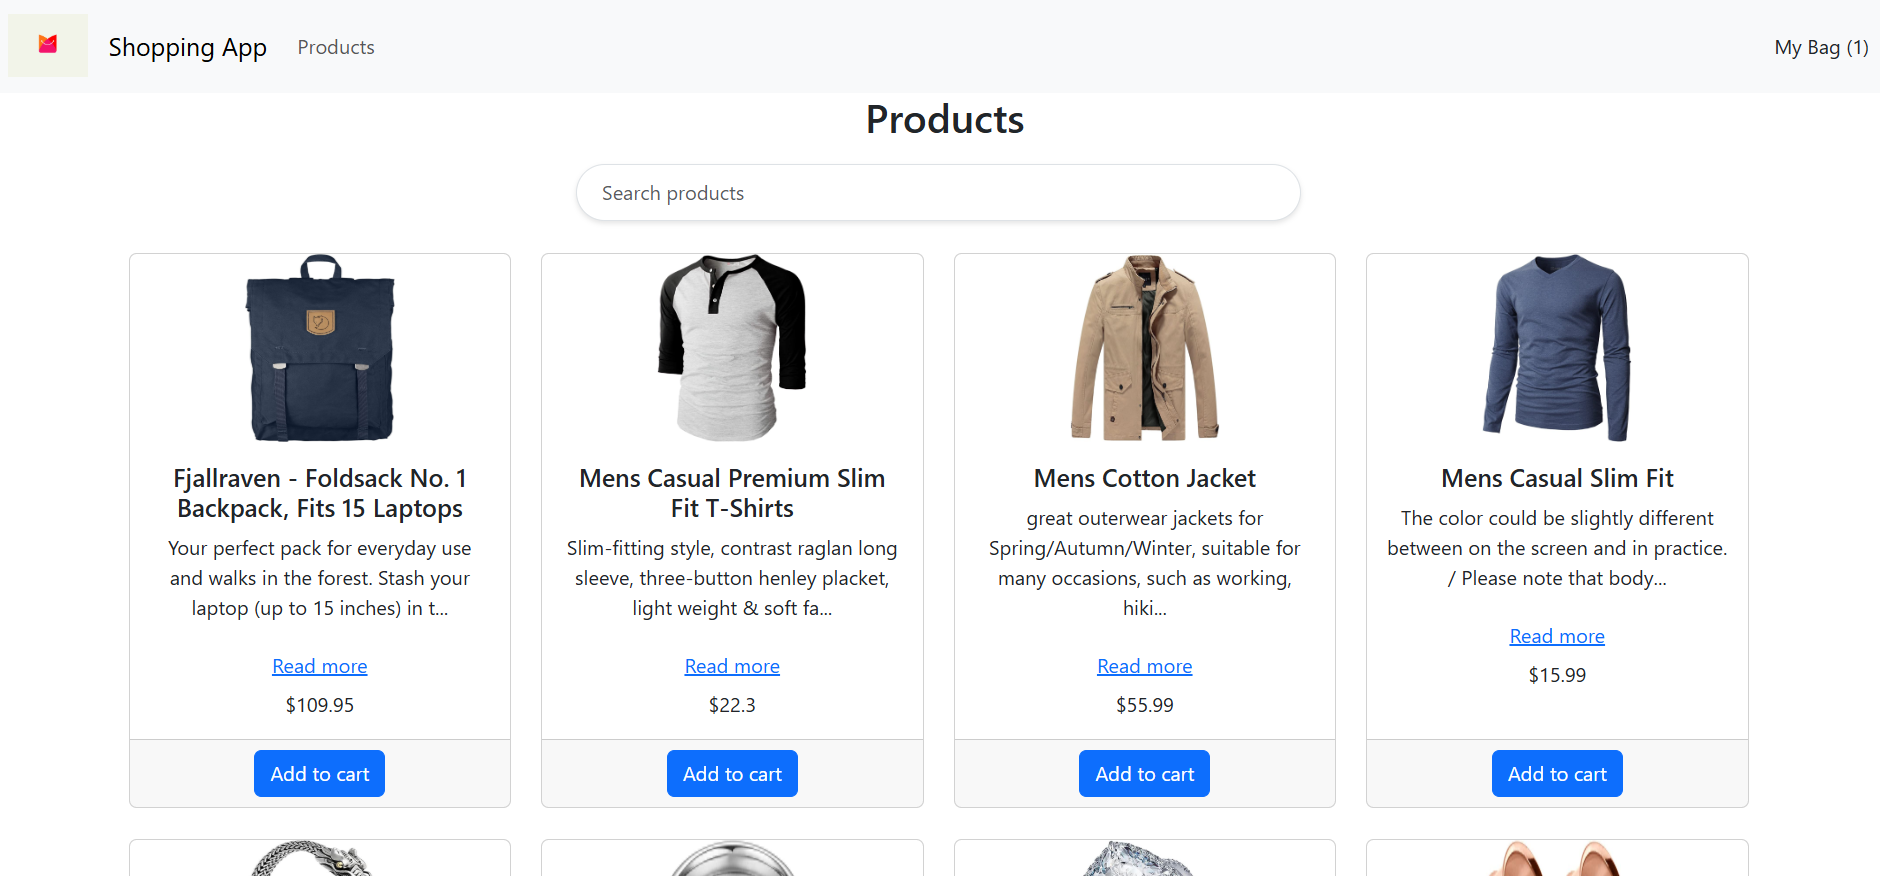 Shopping App
Products
My Bag (1)
Products
Search products
Fjallraven - Foldsack No. 1
Backpack, Fits 15 Laptops
Your perfect pack for everyday use
and walks in the forest. Stash your
laptop (up to 15 inches) in t...
Read more
$109.95
Add to cart
Mens Casual Premium Slim
Fit T-Shirts
Slim-fitting style, contrast raglan long
sleeve, three-button henley placket,
light weight & soft fa...
Read more
$22.3
Add to cart
Mens Cotton Jacket
great outerwear jackets for
Spring/Autumn/Winter, suitable for
many occasions, such as working,
hiki...
Read more
$55.99
Add to cart
Mens Casual Slim Fit
The color could be slightly different
between on the screen and in practice.
/ Please note that body...
Read more
$15.99
Add to cart